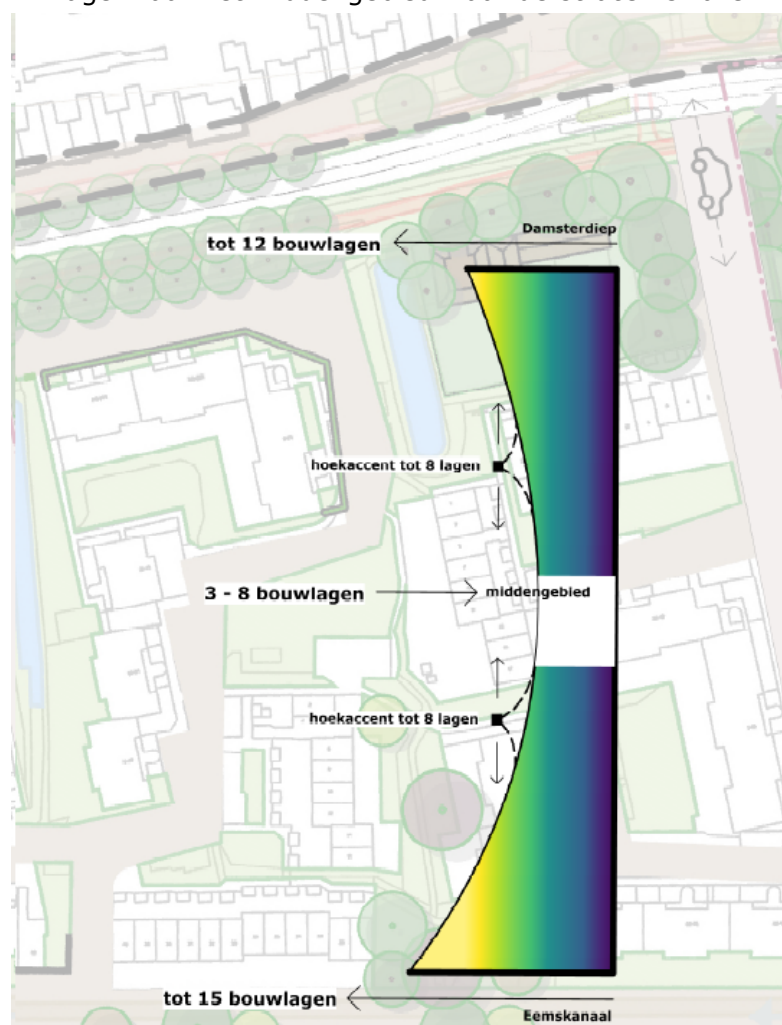 Damsterdiep
tot 12 bouwlagen
hoekaccent tot 8 lagen
3 - 8 bouwlagen
middengebied
hoekaccent tot 8 lagen
tot 15 bouwlagen
Eemskanaal